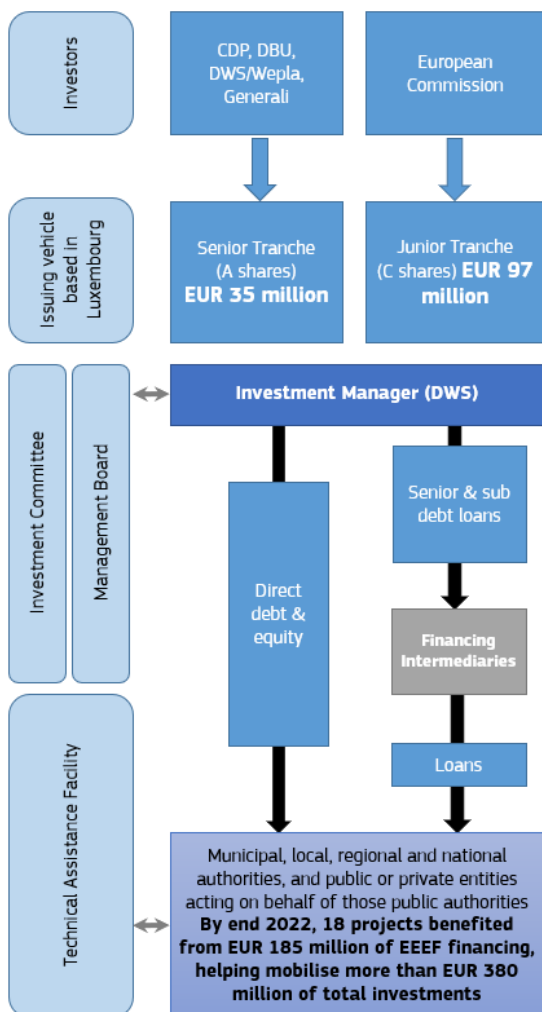 Investors
CDP, DBU,
DWS/Wepla,
Generali
European
Commission
Issuing vehicle
based in
Luxembourg
Senior Tranche
(A shares)
EUR 35 million
Junior Tranche
(C shares) EUR 97
million
Investment Committee
Management Board
Investment Manager (DWS)
Direct
debt &
equity
Senior & sub
debt loans
Financing
Intermediaries
Loans
Technical Assistance Facility
Municipal, local, regional and national
authorities, and public or private entities
acting on behalf of those public authorities
By end 2022, 18 projects benefited
from EUR 185 million of EEEF financing,
helping mobilise more than EUR 380
million of total investments